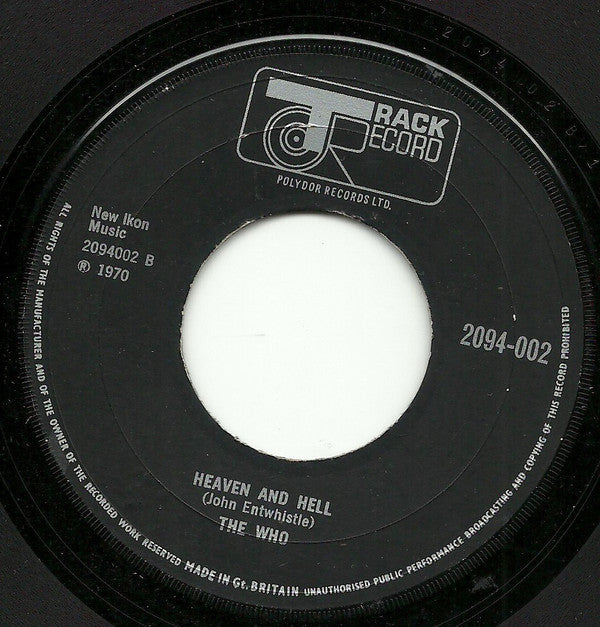 TRACK
RECORD
POLYDOR RECORDS LTD.
New Ikon
Music
2094002 B
℗ 1970
2094-002
HEAVEN AND HELL
(John Entwhistle)
THE WHO
ALL RIGHTS OF THE MANUFACTURER AND OF THE OWNER OF THE RECORDED WORK RESERVED
MADE IN Gt. BRITAIN
UNAUTHORISED PUBLIC PERFORMANCE BROADCASTING AND COPYING OF THIS RECORD PROHIBITED